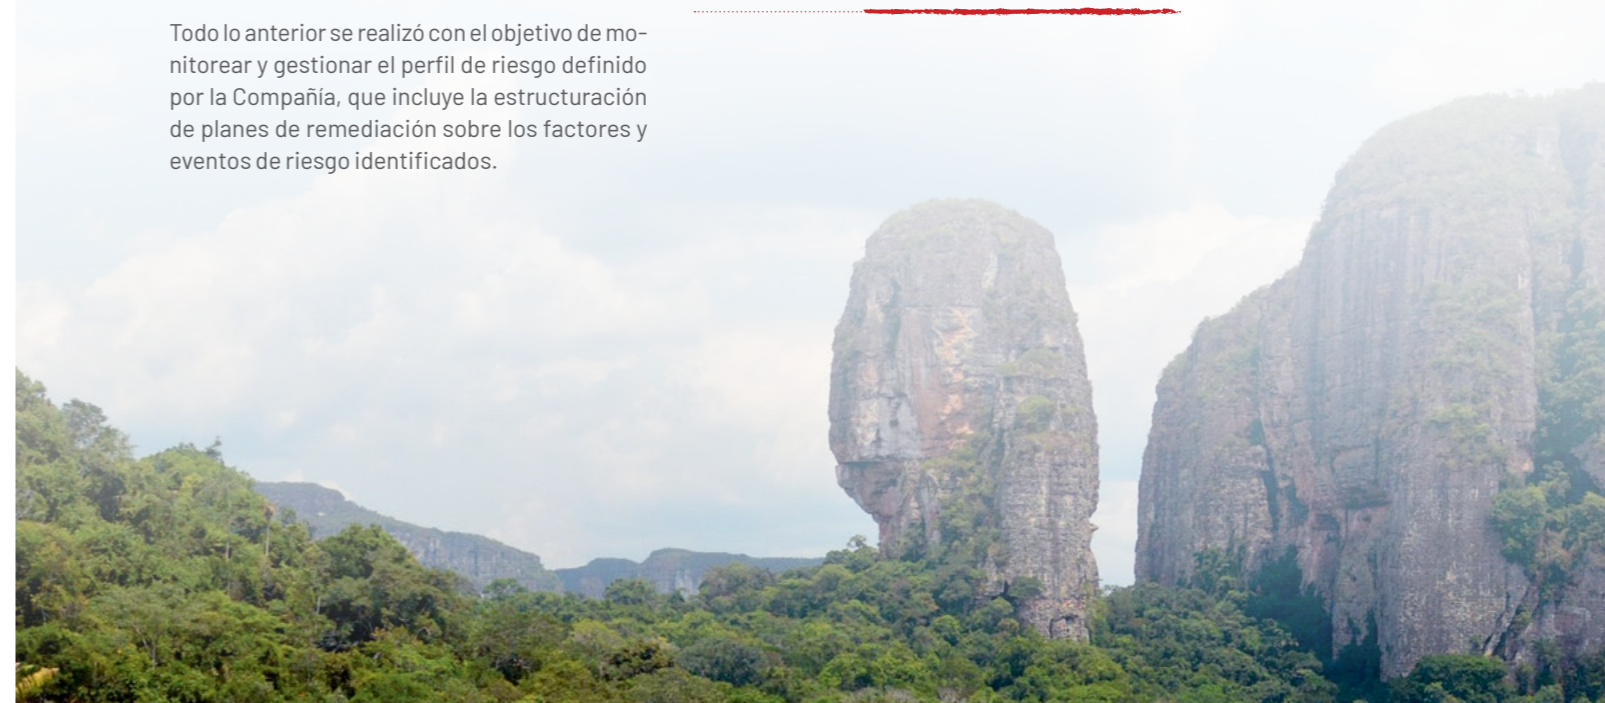 Todo lo anterior se realizó con el objetivo de mo-
nitorear y gestionar el perfil de riesgo definido
por la Compañía, que incluye la estructuración
de planes de remediación sobre los factores y
eventos de riesgo identificados.